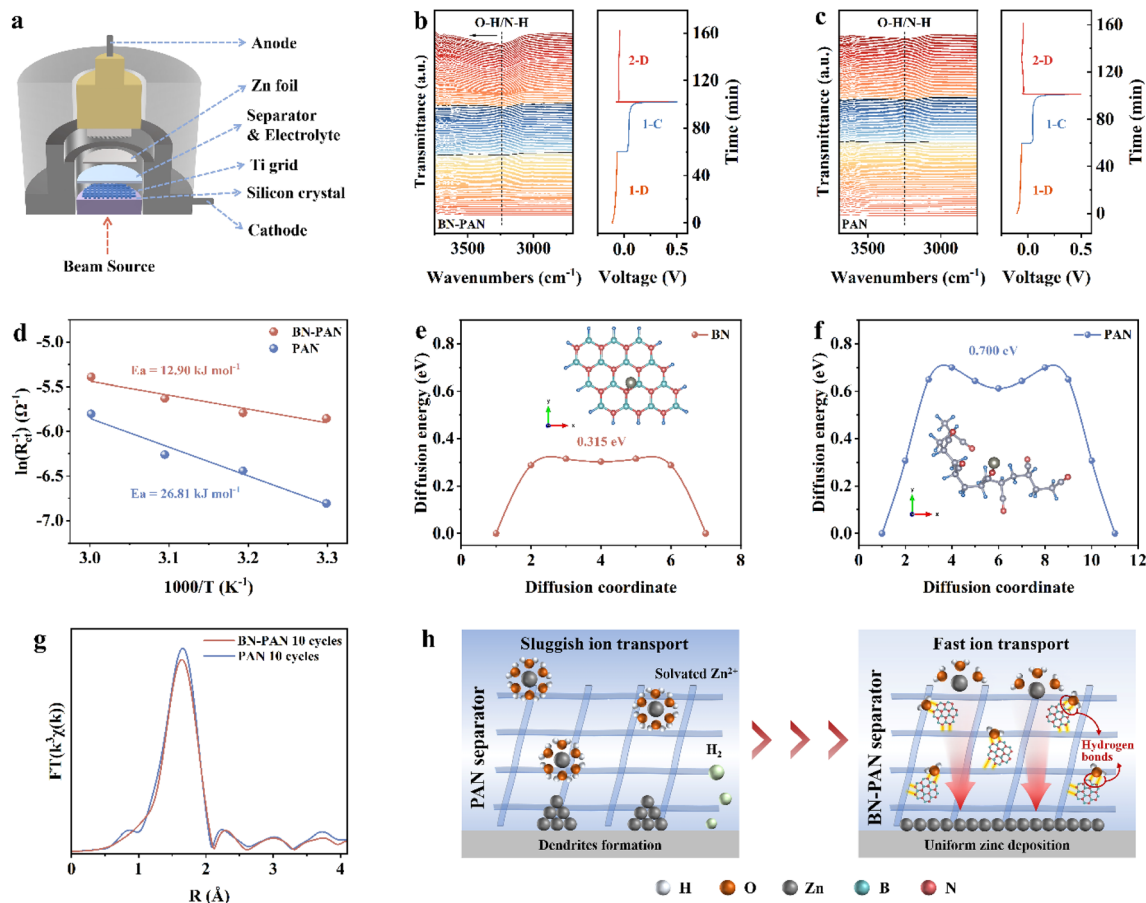 a
Anode
Zn foil
Separator
& Electrolyte
Ti grid
Silicon crystal
Cathode
Beam Source
b
O-H/N-H
Transmittance (a.u.)
BN-PAN
3500 3000
Wavenumbers (cm⁻¹)
2-D
1-C
1-D
0.0 0.5
Voltage (V)
0
40
80
120
160
Time (min)
c
O-H/N-H
Transmittance (a.u.)
PAN
3500 3000
Wavenumbers (cm⁻¹)
2-D
1-C
1-D
0.0 0.5
Voltage (V)
0
40
80
120
160
Time (min)
d
BN-PAN
PAN
Ea = 12.90 kJ mol⁻¹
Ea = 26.81 kJ mol⁻¹
-5.0
-5.5
-6.0
-6.5
-7.0
3.0 3.1 3.2 3.3
1000/T (K⁻¹)
e
BN
0.315 eV
y
x
Diffusion energy (eV)
0.8
0.6
0.4
0.2
0.0
0 2 4 6 8
Diffusion coordinate
f
PAN
0.700 eV
y
x
Diffusion energy (eV)
0.8
0.6
0.4
0.2
0.0
1 2 3 4 5 6 7 8 9 10 11 12
Diffusion coordinate
g
BN-PAN 10 cycles
PAN 10 cycles
FT(k³χ(k))
0 1 2 3 4
R (Å)
h
Sluggish ion transport
Solvated Zn²⁺
H₂
PAN separator
Dendrites formation
Fast ion transport
Hydrogen
bonds
BN-PAN separator
Uniform zinc deposition
H O Zn B N